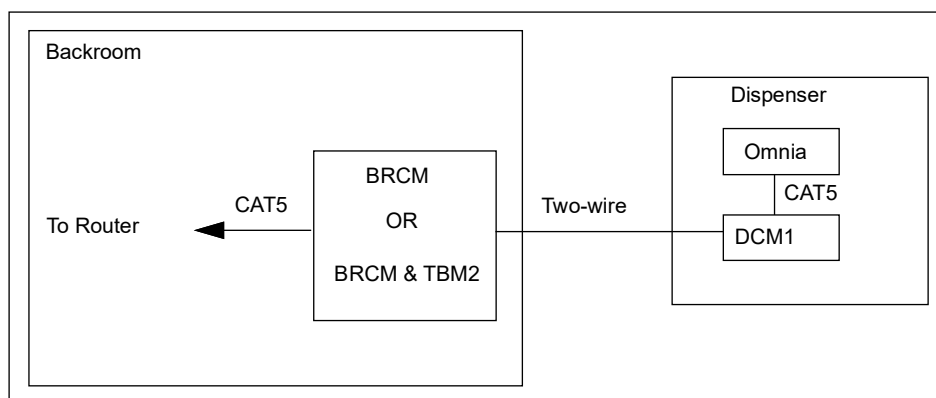 Backroom
Dispenser
Omnia
CAT5
DCM1
Two-wire
BRCM
OR
BRCM & TBM2
CAT5
To Router